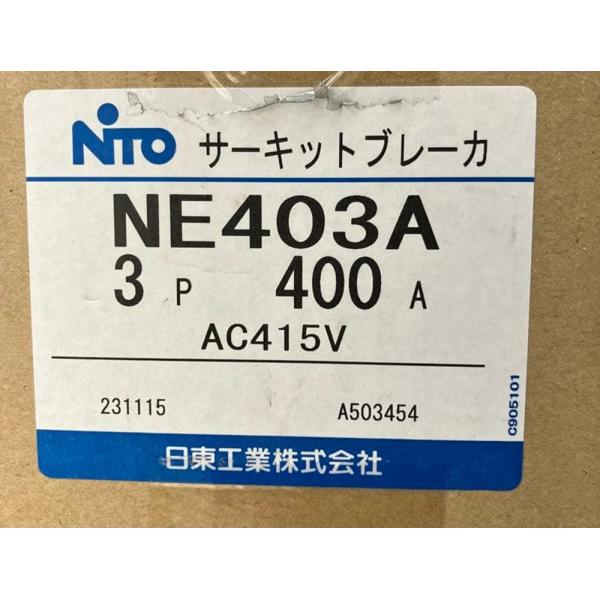 NiTO サーキットブレーカ
NE403A
3 P 400 A
AC415V
231115 A503454
C905101
日東工業株式会社